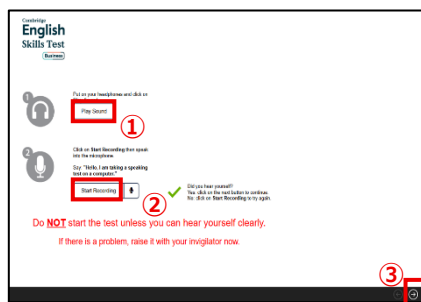 Cambridge
English
Skills Test
Business
1
Put on your headphones and click on
Play Sound
①
2
Click on Start Recording then speak
into the microphone.
Say: "Hello, I am taking a speaking
test on a computer."
Start Recording
②
Did you hear yourself?
Yes: click on the next button to continue.
No: click on Start Recording to try again.
Do NOT start the test unless you can hear yourself clearly.
If there is a problem, raise it with your invigilator now.
③